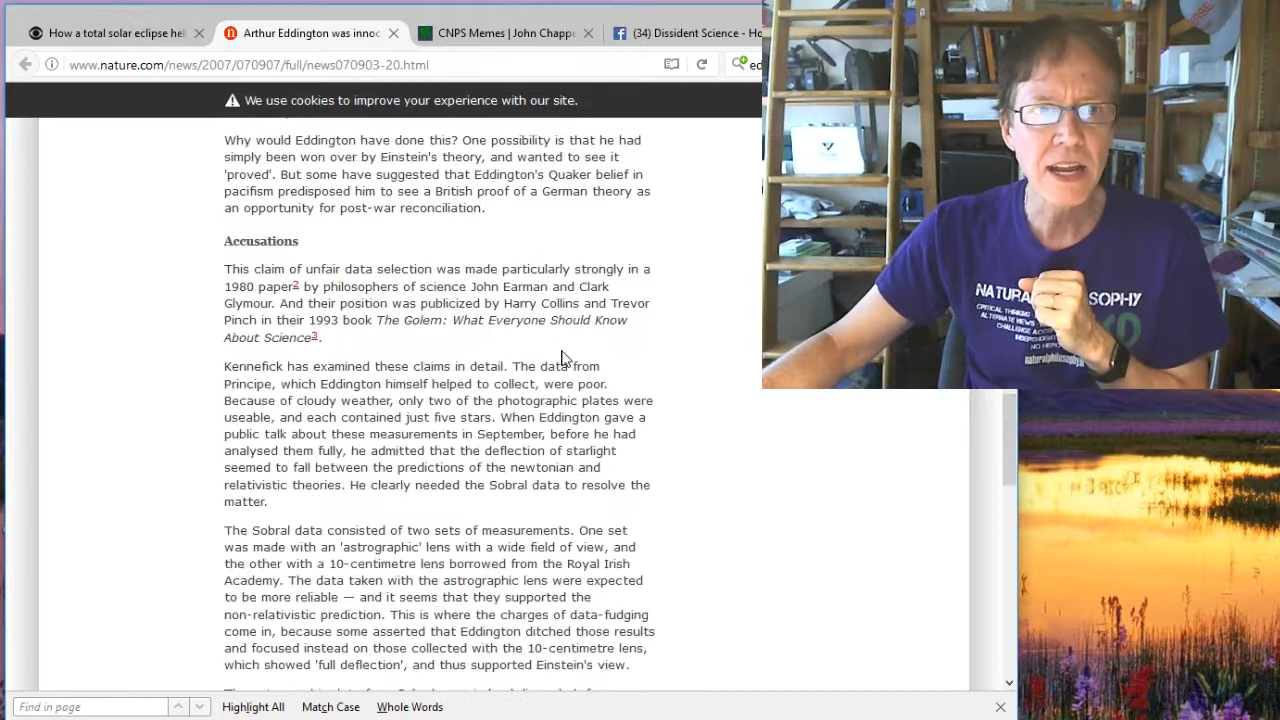 How a total solar eclipse hel
Arthur Eddington was innoc
CNPS Memes | John Chappe
(34) Dissident Science - Ho
www.nature.com/news/2007/070907/full/news070903-20.html
We use cookies to improve your experience with our site.
Why would Eddington have done this? One possibility is that he had
simply been won over by Einstein's theory, and wanted to see it
'proved'. But some have suggested that Eddington's Quaker belief in
pacifism predisposed him to see a British proof of a German theory as
an opportunity for post-war reconciliation.
Accusations
This claim of unfair data selection was made particularly strongly in a
1980 paper2 by philosophers of science John Earman and Clark
Glymour. And their position was publicized by Harry Collins and Trevor
Pinch in their 1993 book The Golem: What Everyone Should Know
About Science3.
Kennefick has examined these claims in detail. The data from
Principe, which Eddington himself helped to collect, were poor.
Because of cloudy weather, only two of the photographic plates were
useable, and each contained just five stars. When Eddington gave a
public talk about these measurements in September, before he had
analysed them fully, he admitted that the deflection of starlight
seemed to fall between the predictions of the newtonian and
relativistic theories. He clearly needed the Sobral data to resolve the
matter.
The Sobral data consisted of two sets of measurements. One set
was made with an 'astrographic' lens with a wide field of view, and
the other with a 10-centimetre lens borrowed from the Royal Irish
Academy. The data taken with the astrographic lens were expected
to be more reliable — and it seems that they supported the
non-relativistic prediction. This is where the charges of data-fudging
come in, because some asserted that Eddington ditched those results
and focused instead on those collected with the 10-centimetre lens,
which showed 'full deflection', and thus supported Einstein's view.
Find in page
Highlight All
Match Case
Whole Words
NATURAL
SOPHY
CRITICAL THINKING
ALTERNATE VIEWS
CHALLENGE
NO HERO
naturalphilosophy